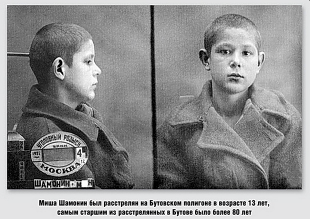 УГОЛОВНЫЙ РОЗЫСК
МОСКВА
ШАМОНИН - М
Миша Шамонин был расстрелян на Бутовском полигоне в возрасте 13 лет,
самым старшим из расстрелянных в Бутове было более 80 лет